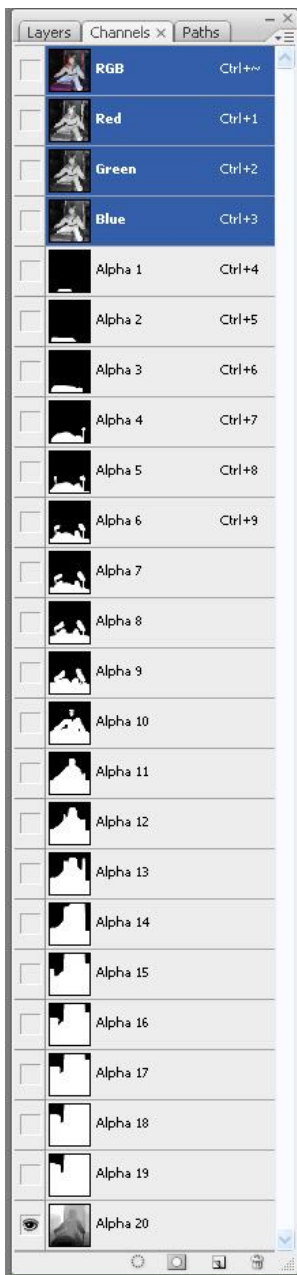 Layers Channels × Paths
RGB Ctrl+~
Red Ctrl+1
Green Ctrl+2
Blue Ctrl+3
Alpha 1 Ctrl+4
Alpha 2 Ctrl+5
Alpha 3 Ctrl+6
Alpha 4 Ctrl+7
Alpha 5 Ctrl+8
Alpha 6 Ctrl+9
Alpha 7
Alpha 8
Alpha 9
Alpha 10
Alpha 11
Alpha 12
Alpha 13
Alpha 14
Alpha 15
Alpha 16
Alpha 17
Alpha 18
Alpha 19
Alpha 20